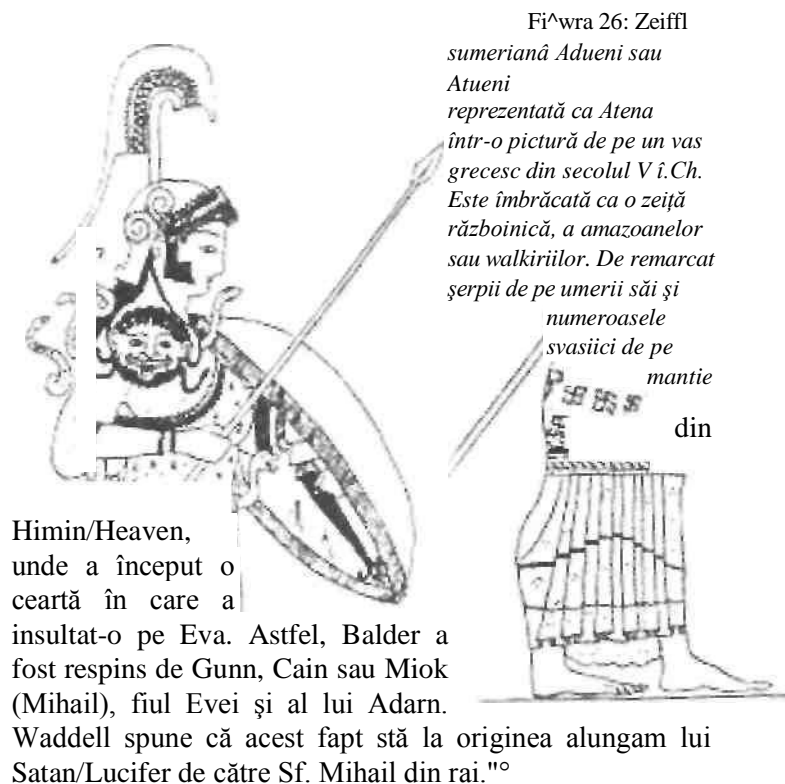 Fi^wra 26: Zeiffl
sumerianâ Adueni sau
Atueni
reprezentată ca Atena
într-o pictură de pe un vas
grecesc din secolul V î.Ch.
Este îmbrăcată ca o zeiță
războinică, a amazoanelor
sau walkiriilor. De remarcat
şerpii de pe umerii săi şi
numeroasele
svasiici de pe
mantie
din
Himin/Heaven,
unde a început o
ceartă în care a
insultat-o pe Eva. Astfel, Balder a
fost respins de Gunn, Cain sau Miok
(Mihail), fiul Evei şi al lui Adarn.
Waddell spune că acest fapt stă la originea alungam lui
Satan/Lucifer de către Sf. Mihail din rai."°